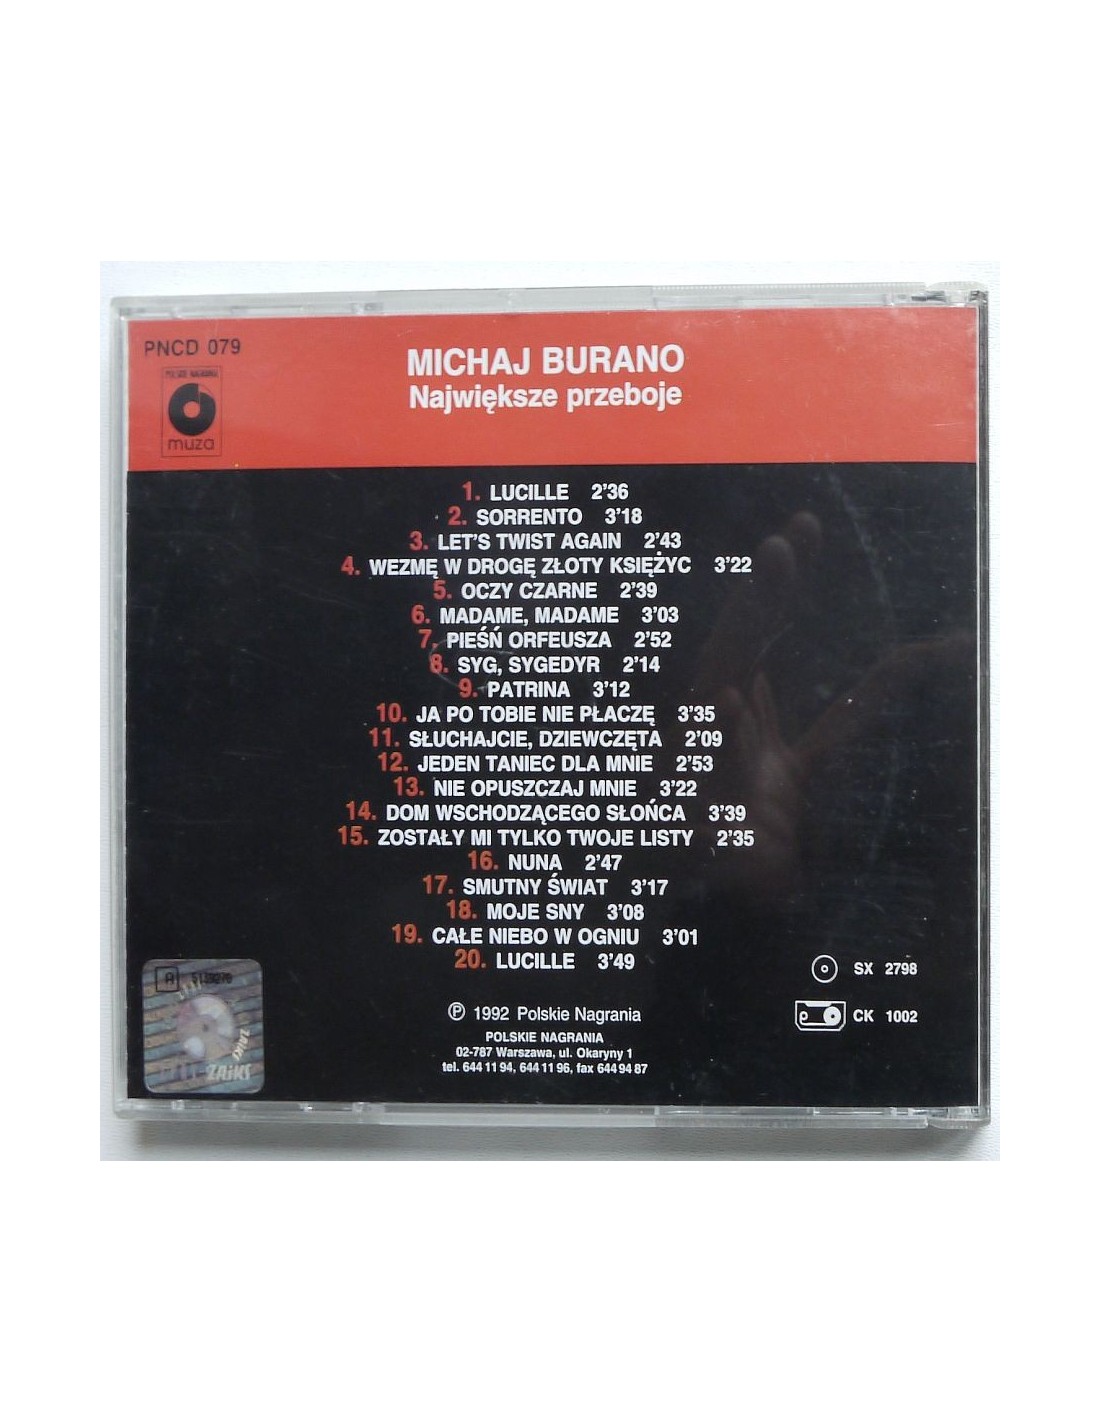 PNCD 079
POLSKIE NAGRANIA
muza
MICHAJ BURANO
Największe przeboje
1. LUCILLE 2'36
2. SORRENTO 3'18
3. LET'S TWIST AGAIN 2'43
4. WEZMĘ W DROGĘ ZŁOTY KSIĘŻYC 3'22
5. OCZY CZARNE 2'39
6. MADAME, MADAME 3'03
7. PIEŚŃ ORFEUSZA 2'52
8. SYG, SYGEDYR 2'14
9. PATRINA 3'12
10. JA PO TOBIE NIE PŁACZĘ 3'35
11. SŁUCHAJCIE, DZIEWCZĘTA 2'09
12. JEDEN TANIEC DLA MNIE 2'53
13. NIE OPUSZCZAJ MNIE 3'22
14. DOM WSCHODZĄCEGO SŁOŃCA 3'39
15. ZOSTAŁY MI TYLKO TWOJE LISTY 2'35
16. NUNA 2'47
17. SMUTNY ŚWIAT 3'17
18. MOJE SNY 3'08
19. CAŁE NIEBO W OGNIU 3'01
20. LUCILLE 3'49
SX 2798
CK 1002
℗ 1992 Polskie Nagrania
POLSKIE NAGRANIA
02-787 Warszawa, ul. Okaryny 1
tel. 644 11 94, 644 11 96, fax 644 94 87
A
ZAIKS
ZAiKS